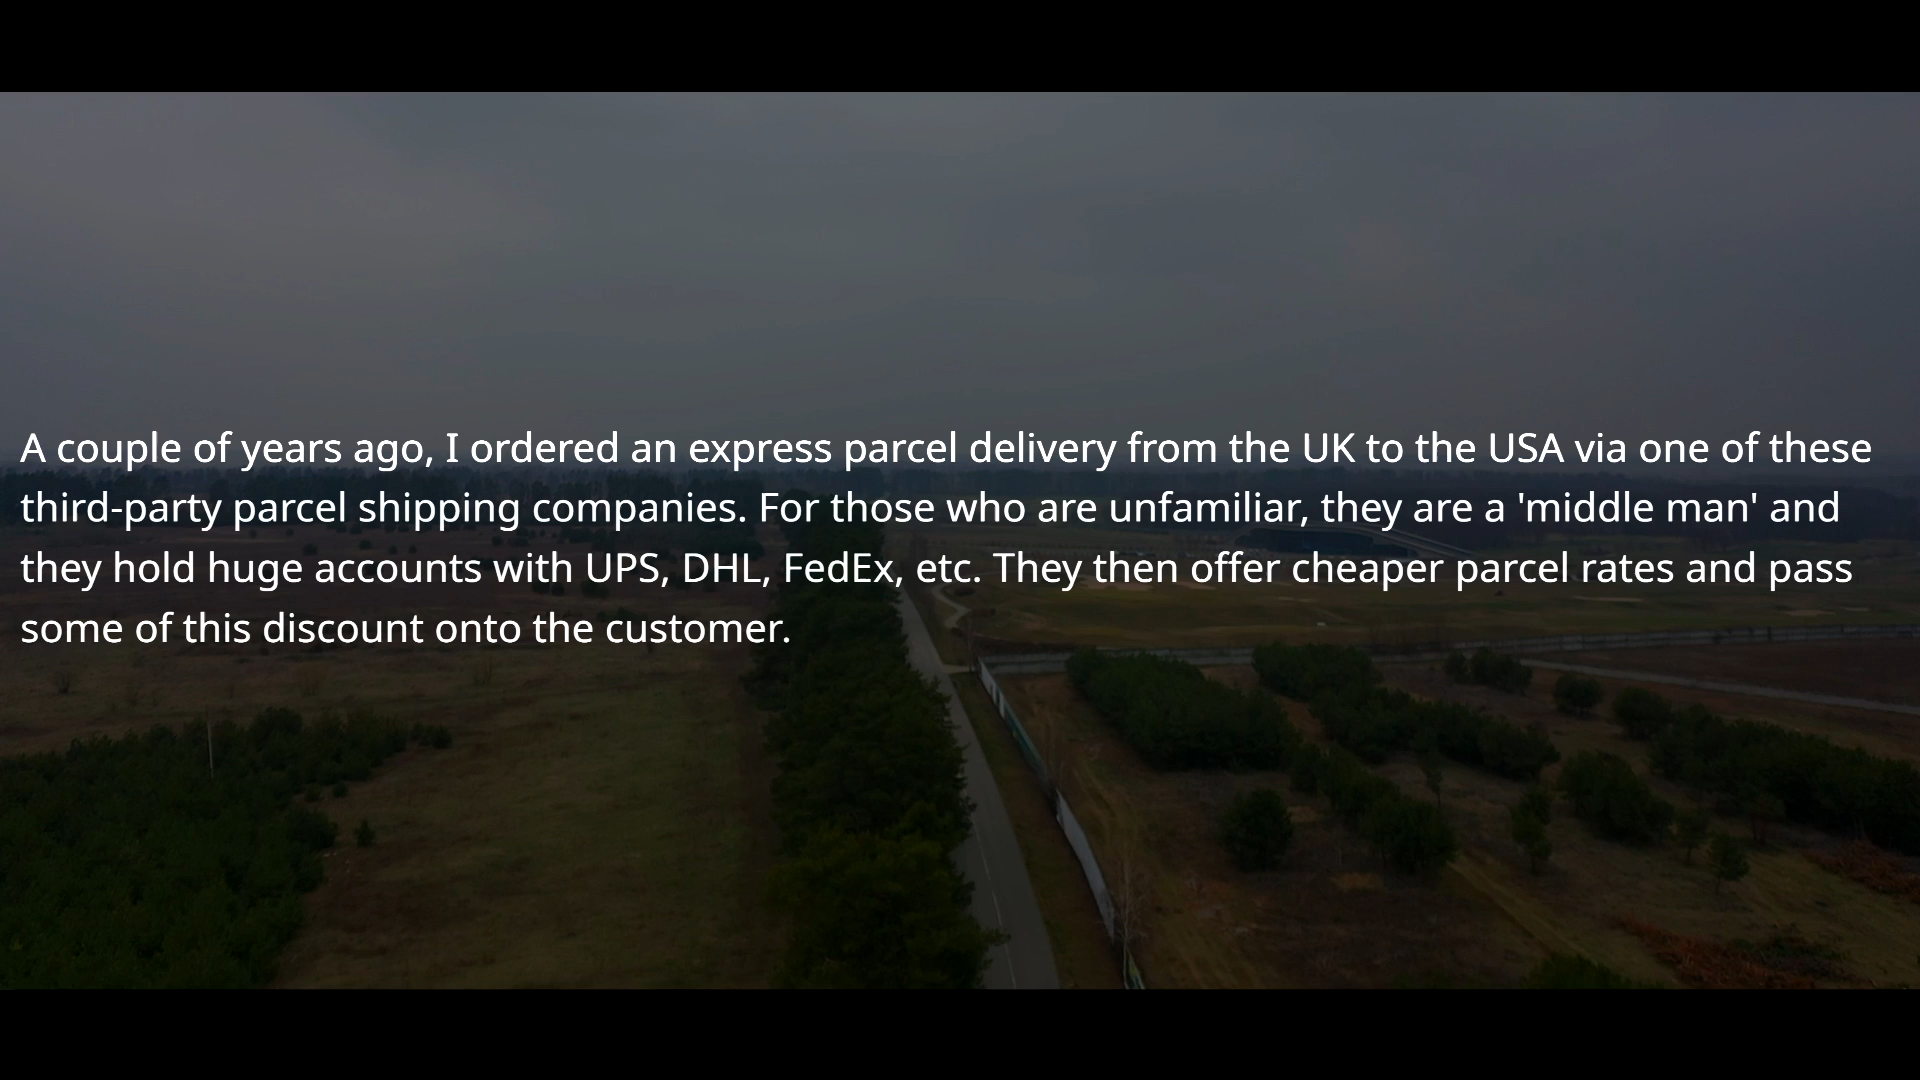 A couple of years ago, I ordered an express parcel delivery from the UK to the USA via one of these
third-party parcel shipping companies. For those who are unfamiliar, they are a 'middle man' and
they hold huge accounts with UPS, DHL, FedEx, etc. They then offer cheaper parcel rates and pass
some of this discount onto the customer.